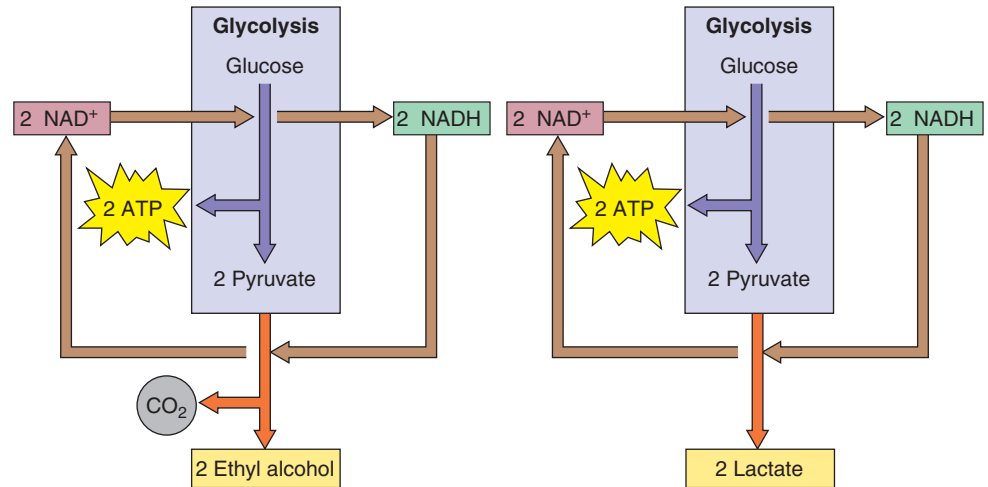 Glycolysis
Glucose
2 NAD⁺
2 NADH
2 ATP
2 Pyruvate
CO₂
2 Ethyl alcohol
Glycolysis
Glucose
2 NAD⁺
2 NADH
2 ATP
2 Pyruvate
2 Lactate